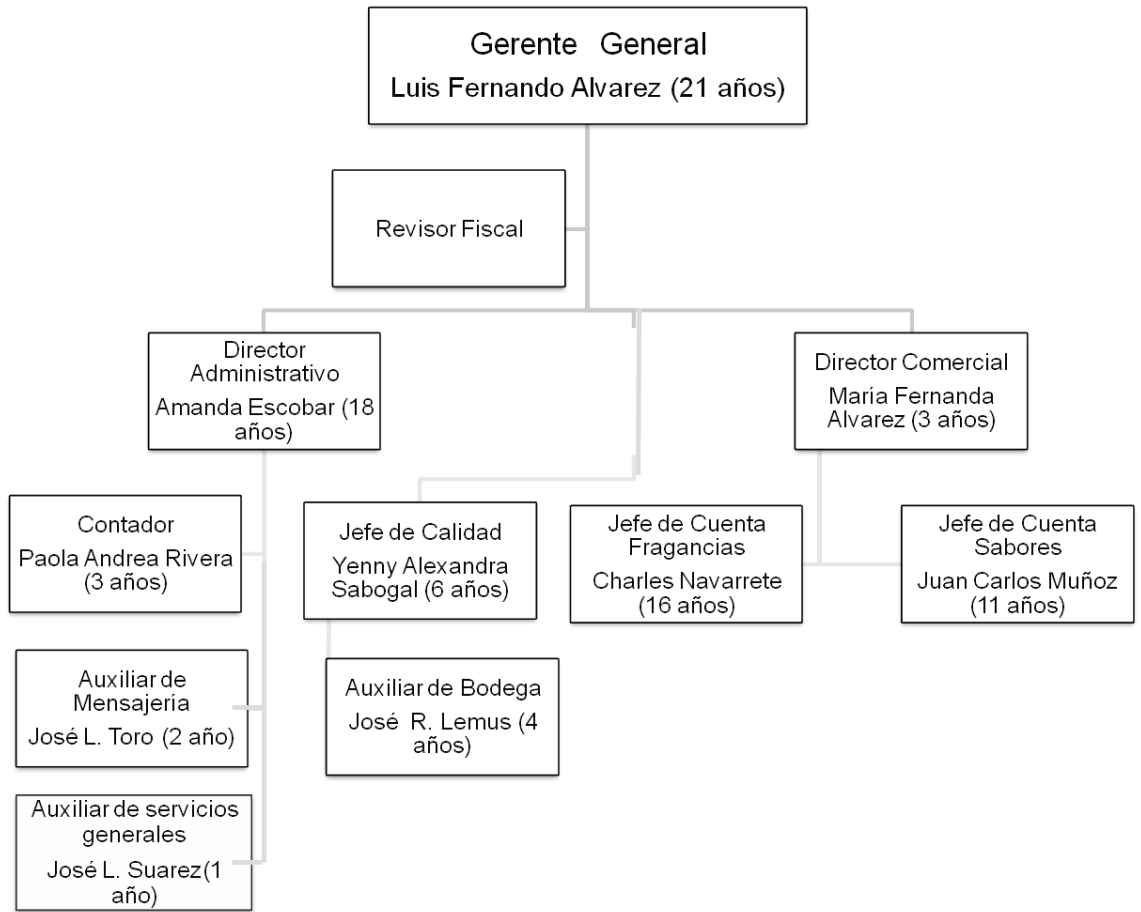 Gerente General
Luis Fernando Alvarez (21 años)
Revisor Fiscal
Director
Administrativo
Amanda Escobar (18
años)
Director Comercial
María Fernanda
Alvarez (3 años)
Contador
Paola Andrea Rivera
(3 años)
Jefe de Calidad
Yenny Alexandra
Sabogal (6 años)
Jefe de Cuenta
Fragancias
Charles Navarrete
(16 años)
Jefe de Cuenta
Sabores
Juan Carlos Muñoz
(11 años)
Auxiliar de
Mensajería
José L. Toro (2 año)
Auxiliar de Bodega
José R. Lemus (4
años)
Auxiliar de servicios
generales
José L. Suarez(1
año)